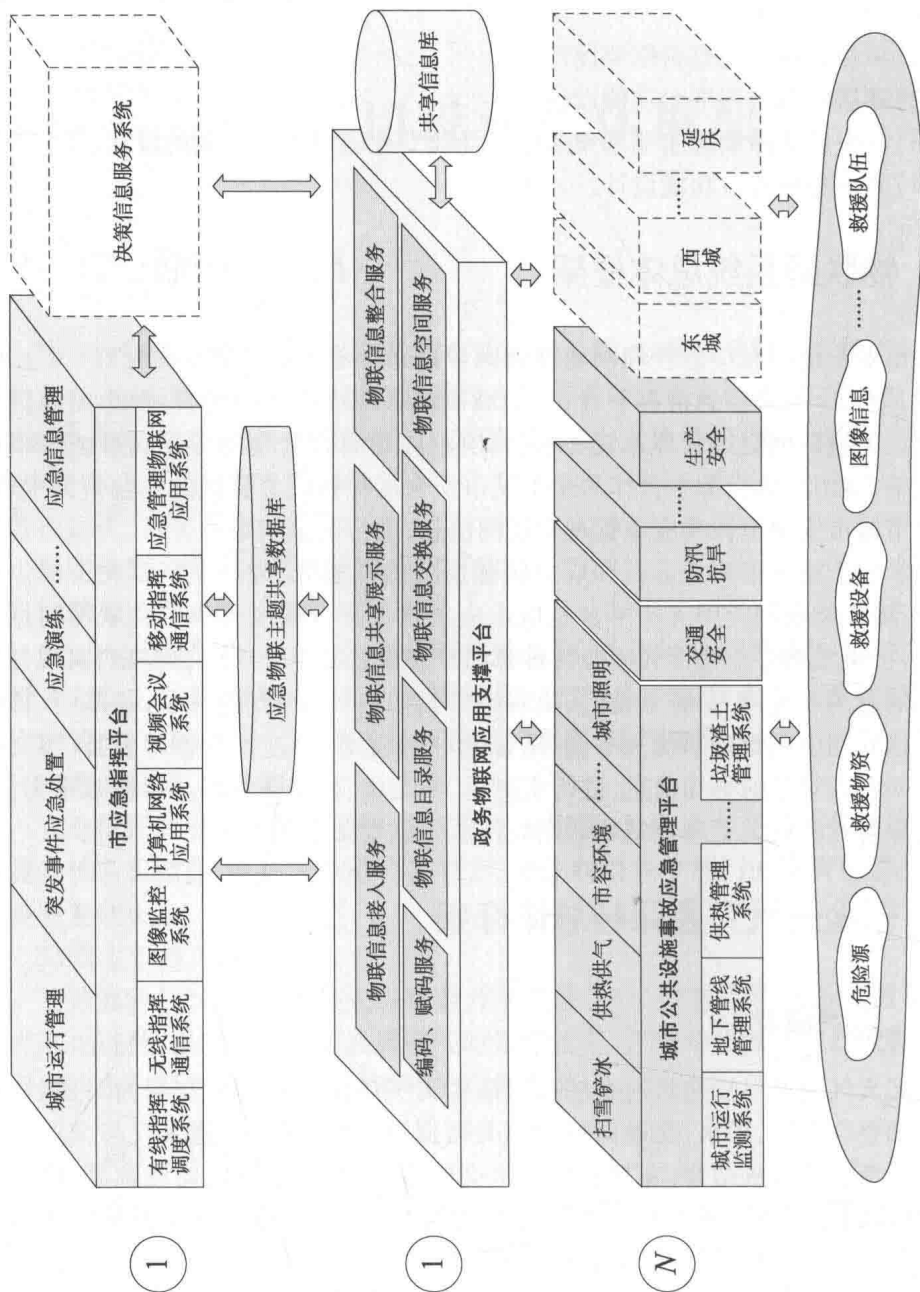 城市运行管理
突发事件应急处置
应急演练
……
应急信息管理
市应急指挥平台
有线指挥
调度系统
无线指挥
通信系统
图像监控
系统
计算机网络
应用系统
视频会议
系统
移动指挥
通信系统
应急管理物联网
应用系统
决策信息服务系统
1
应急物联主题共享数据库
物联信息接入服务
物联信息共享展示服务
物联信息整合服务
编码、赋码服务
物联信息目录服务
物联信息交换服务
物联信息空间服务
政务物联网应用支撑平台
共享信息库
1
扫雪铲冰
供热供气
市容环境
……
城市照明
城市公共设施事故应急管理平台
城市运行
监测系统
地下管线
管理系统
供热管理
系统
……
垃圾渣土
管理系统
交通
安全
防汛
抗旱
……
生产
安全
东
城
西
城
……
延
庆
N
危险源
救援物资
救援设备
图像信息
……
救援队伍